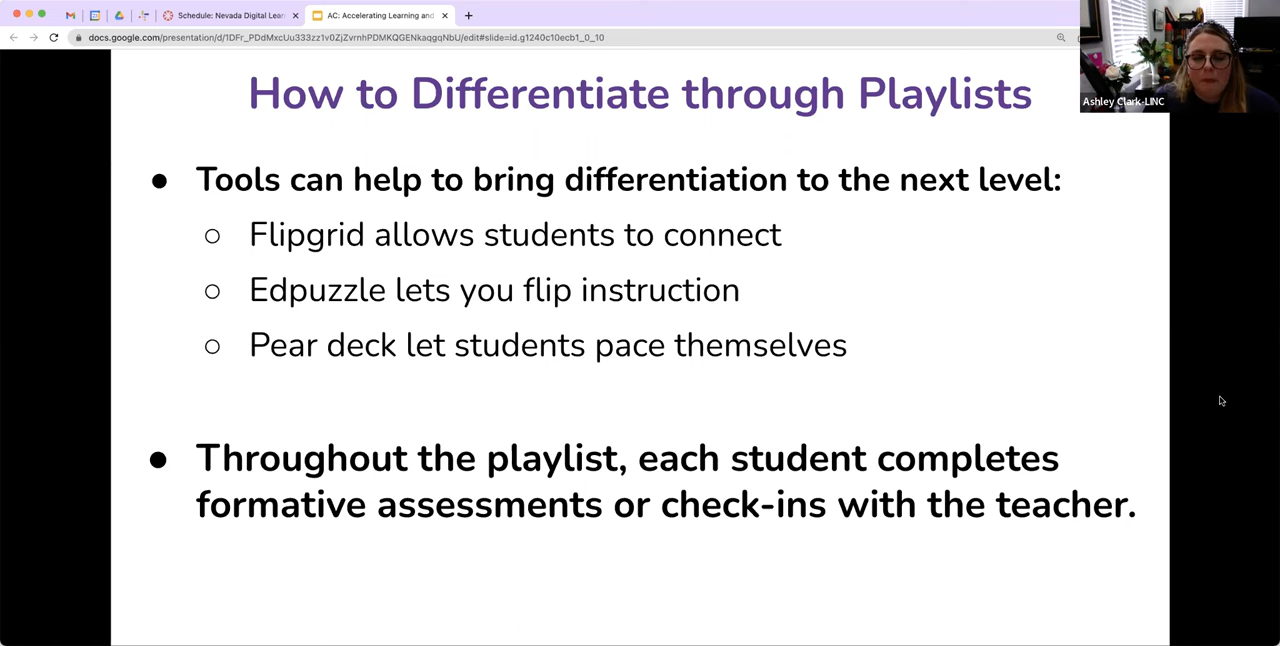 Schedule: Nevada Digital Lear
AC: Accelerating Learning and
docs.google.com/presentation/d/1DFr_PDdMxcUu333zz1v0ZjZvrnhPDMKQGENkaqgqNbU/edit#slide=id.g1240c10ecb1_0_10
Ashley Clark-LINC
How to Differentiate through Playlists
● Tools can help to bring differentiation to the next level:
○ Flipgrid allows students to connect
○ Edpuzzle lets you flip instruction
○ Pear deck let students pace themselves
● Throughout the playlist, each student completes
formative assessments or check-ins with the teacher.